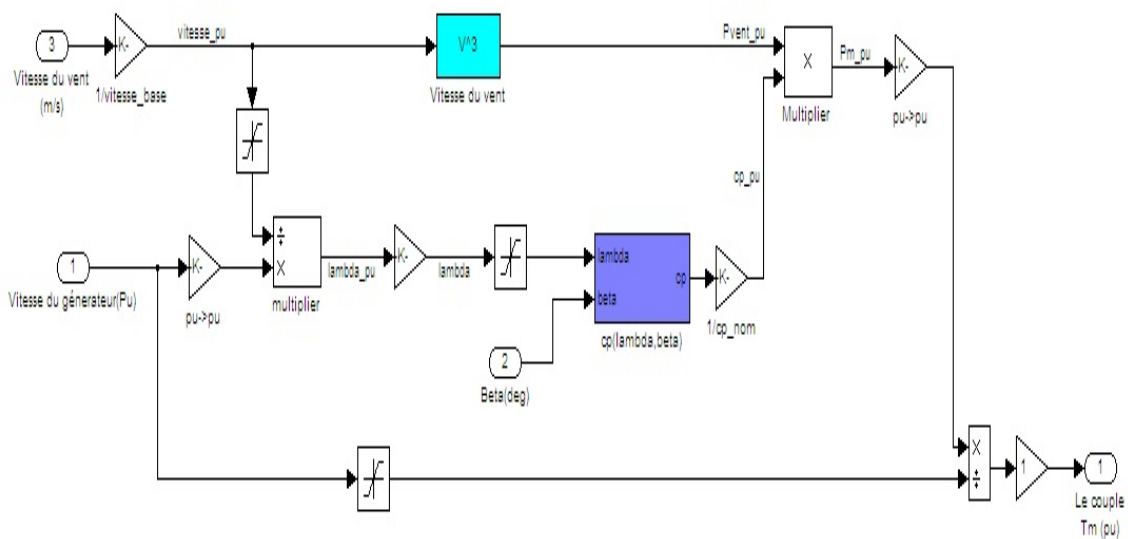 3
Vitesse du vent
(m/s)
K-
1/vitesse_base
vitesse_pu
V^3
Vitesse du vent
Pvent_pu
X
Multiplier
Pm_pu
K-
pu->pu
cp_pu
1
Vitesse du génerateur(Pu)
K-
pu->pu
÷
X
multiplier
lambda_pu
K-
lambda
lambda
beta
cp
cp(lambda,beta)
K-
1/cp_nom
2
Beta(deg)
X
÷
1
1
Le couple
Tm (pu)